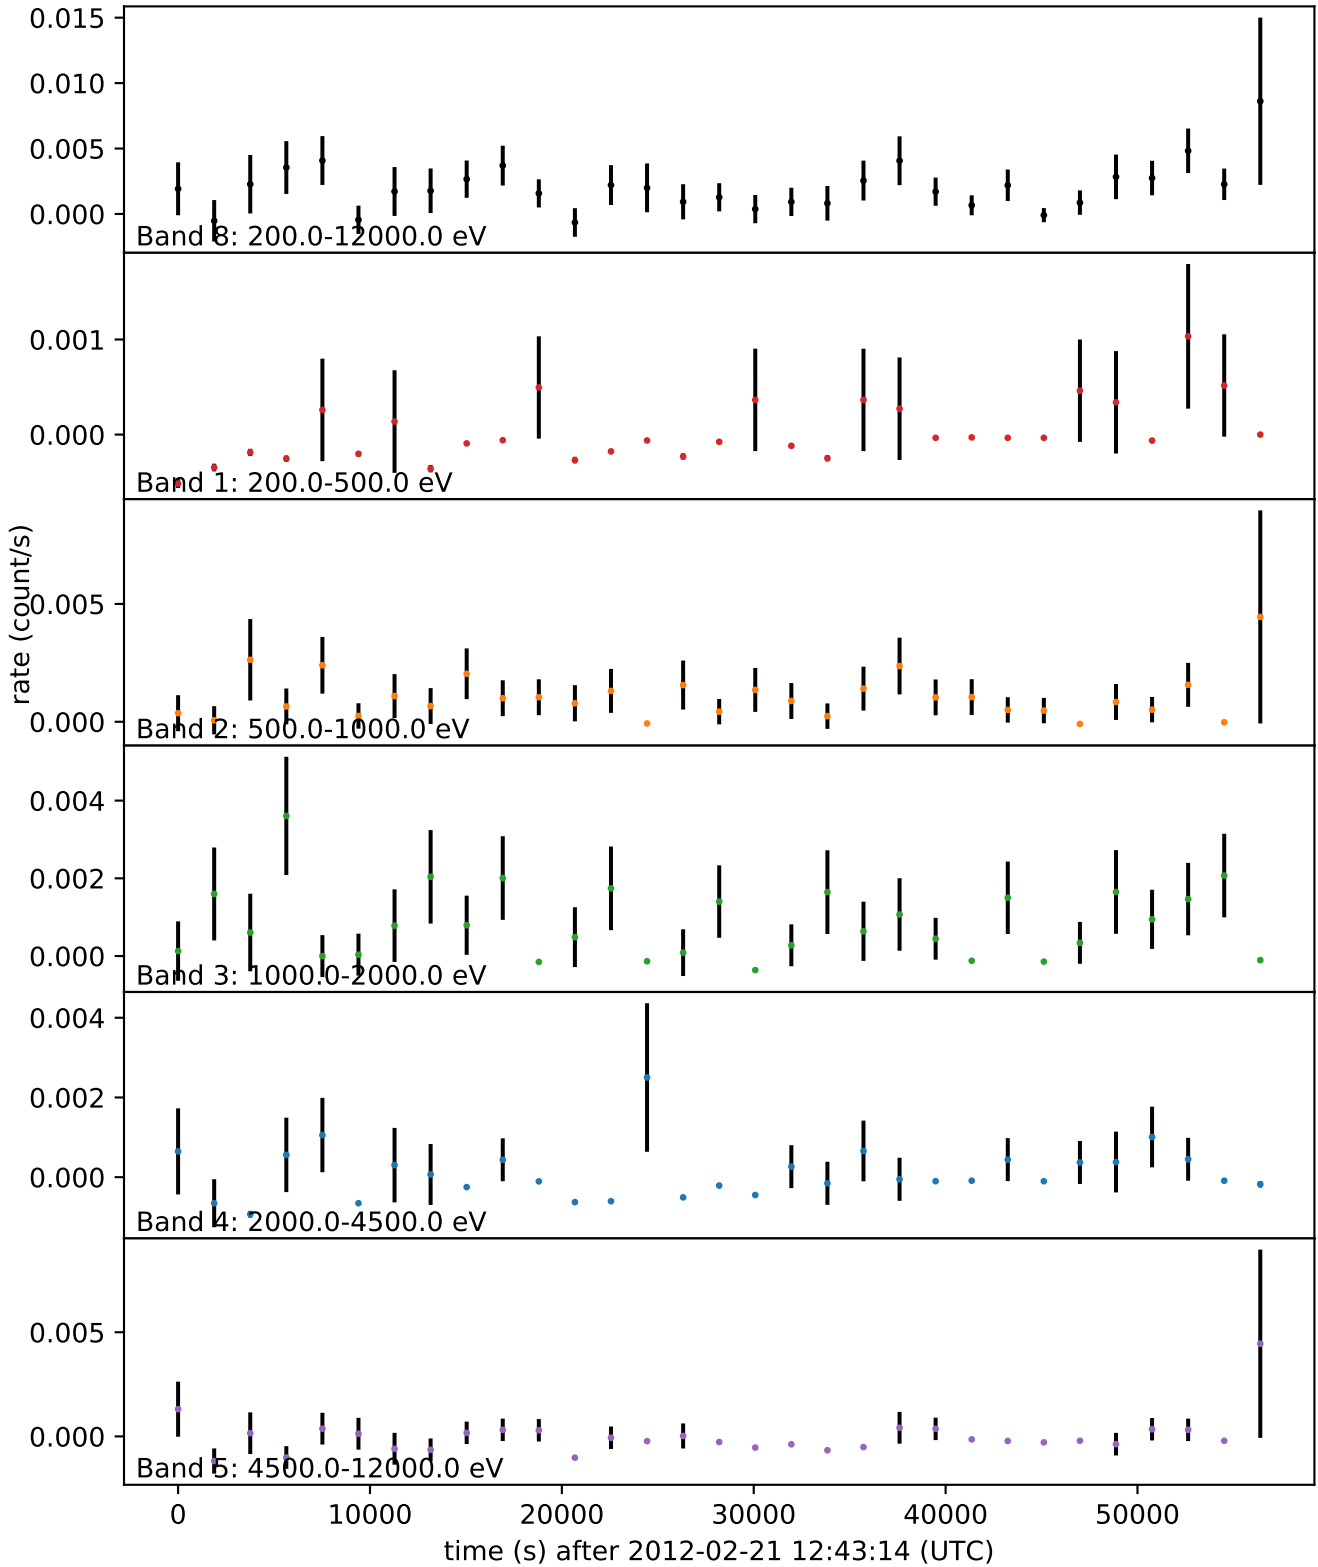 0.015
0.010
0.005
0.000
Band 8: 200.0-12000.0 eV
0.001
0.000
Band 1: 200.0-500.0 eV
rate (count/s)
0.005
0.000
Band 2: 500.0-1000.0 eV
0.004
0.002
0.000
Band 3: 1000.0-2000.0 eV
0.004
0.002
0.000
Band 4: 2000.0-4500.0 eV
0.005
0.000
Band 5: 4500.0-12000.0 eV
0 10000 20000 30000 40000 50000
time (s) after 2012-02-21 12:43:14 (UTC)